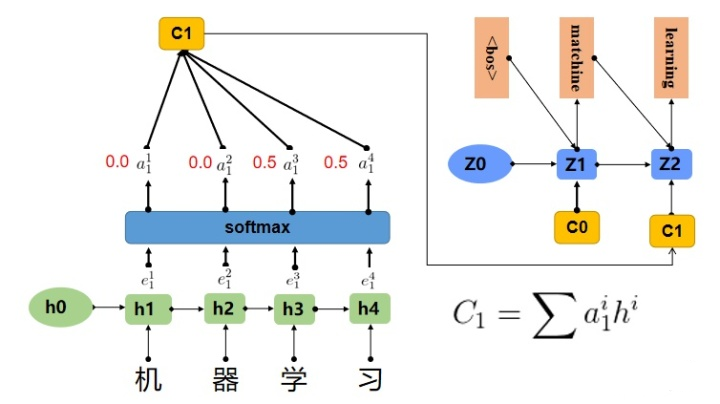 C1
<bos>
matchine
learning
0.0 a_1^1
0.0 a_1^2
0.5 a_1^3
0.5 a_1^4
Z0
Z1
Z2
softmax
C0
C1
e_1^1
e_1^2
e_1^3
e_1^4
h0
h1
h2
h3
h4
C_1 = ∑ a_1^i h^i
机 器 学 习